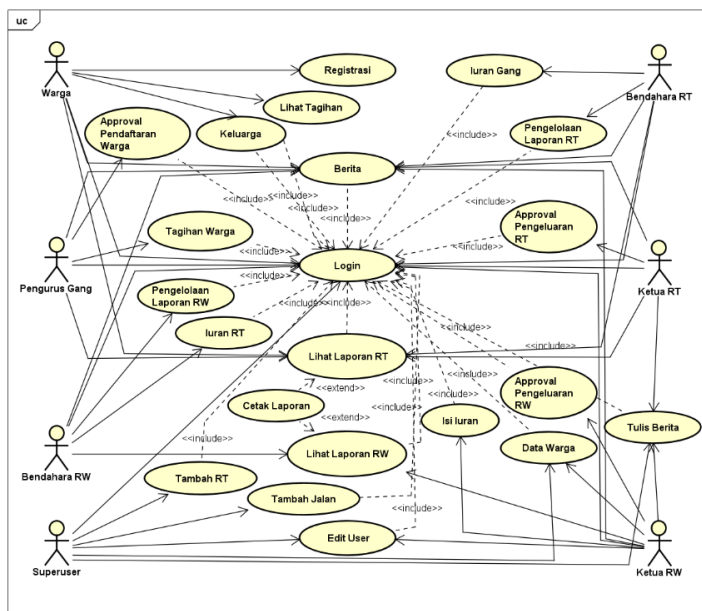 uc
Warga
Registrasi
Iuran Gang
Bendahara RT
Lihat Tagihan
Approval
Pendaftaran
Warga
Keluarga
<<include>>
Pengelolaan
Laporan RT
Berita
<<include>>
<<include>>
<<include>>
<<include>>
<<include>>
Tagihan Warga
<<include>>
<<include>>
Approval
Pengeluaran
RT
Login
Pengurus Gang
Ketua RT
Pengelolaan
Laporan RW
<<include>>
Iuran RT
<<include>>
<<include>>
Lihat Laporan RT
<<include>>
<<include>>
<<include>>
<<extend>>
Approval
Pengeluaran
RW
Cetak Laporan
<<include>>
<<extend>>
Isi Iuran
Tulis Berita
<<include>>
Data Warga
Lihat Laporan RW
Bendahara RW
Tambah RT
Tambah Jalan
<<include>>
Edit User
Superuser
Ketua RW